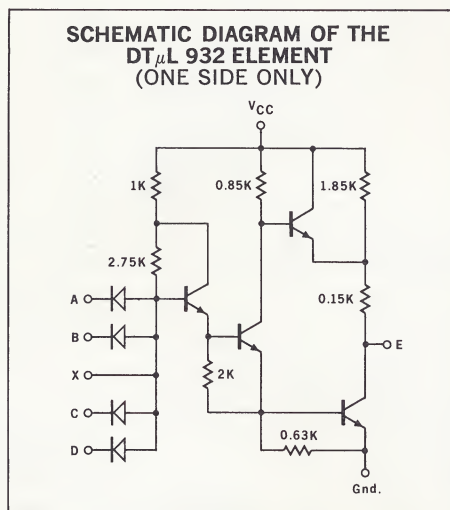 SCHEMATIC DIAGRAM OF THE
DTμL 932 ELEMENT
(ONE SIDE ONLY)
VCC
1K
0.85K
1.85K
2.75K
0.15K
A
B
E
X
2K
C
0.63K
D
Gnd.